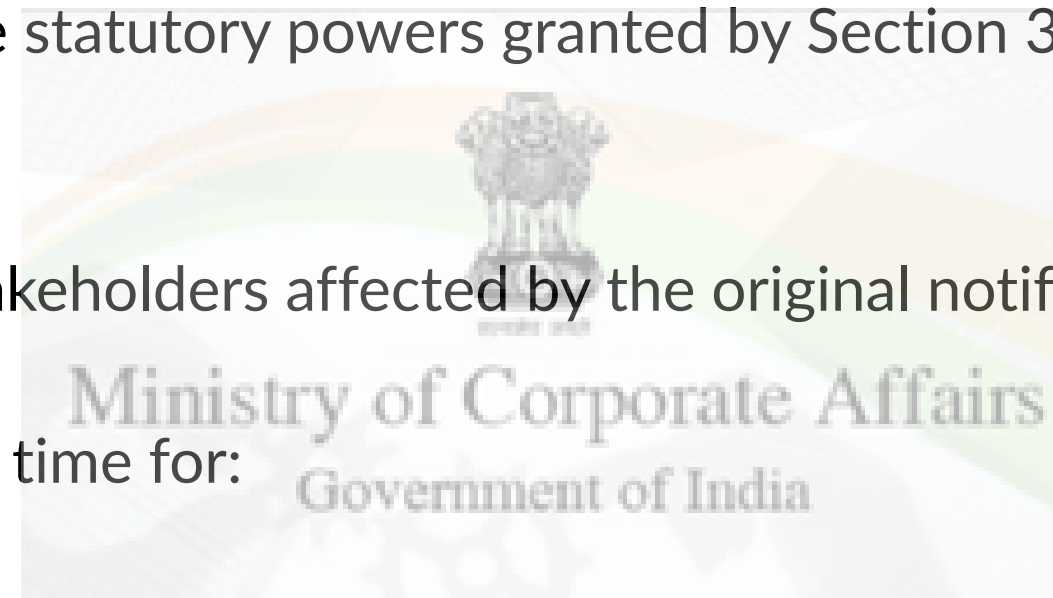 e statutory powers granted by Section 3
akeholders affected by the original notif
Ministry of Corporate Affairs
time for:
Government of India